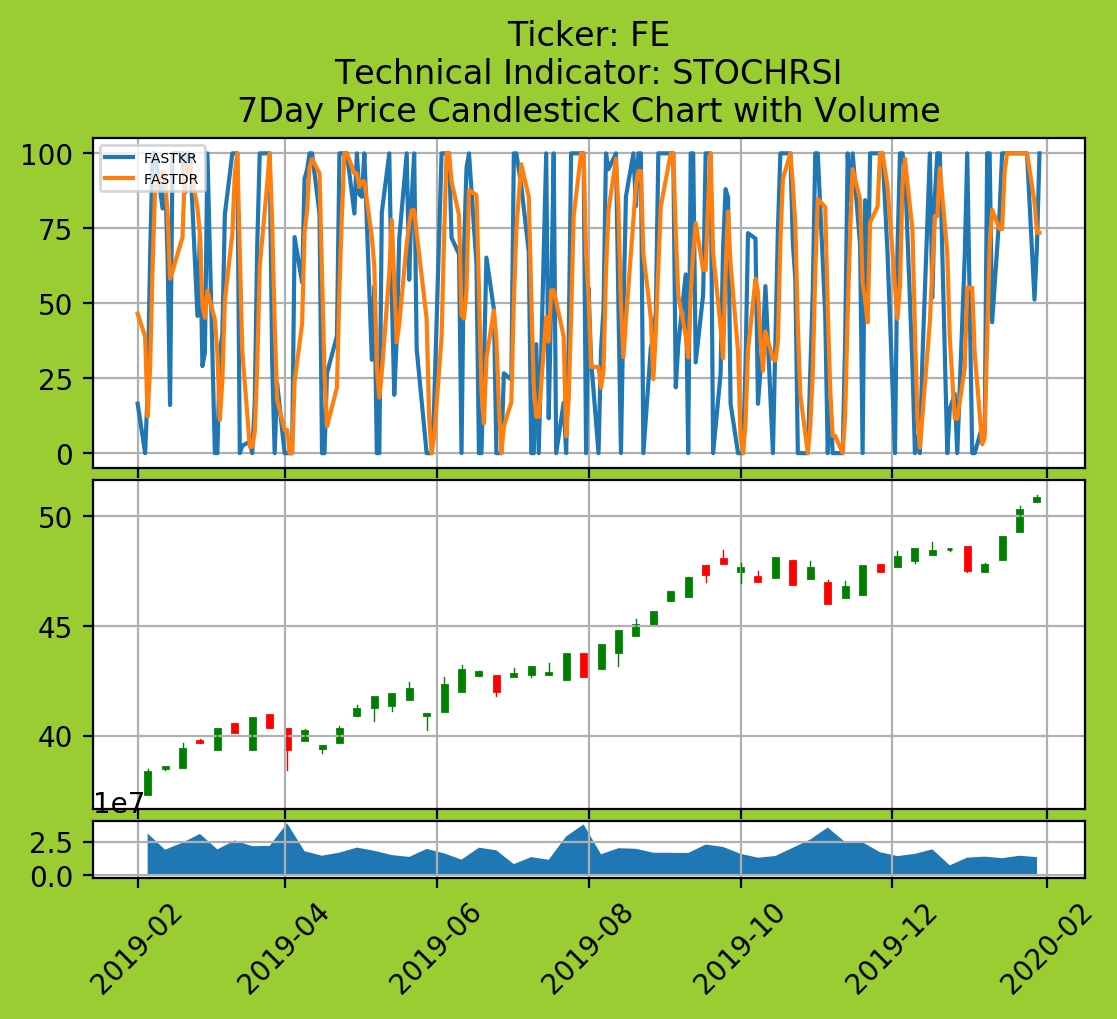 Ticker: FE
Technical Indicator: STOCHRSI
7Day Price Candlestick Chart with Volume
100
75
50
25
0
FASTKR
FASTDR
50
45
40
1e7
2.5
0.0
2019-02
2019-04
2019-06
2019-08
2019-10
2019-12
2020-02